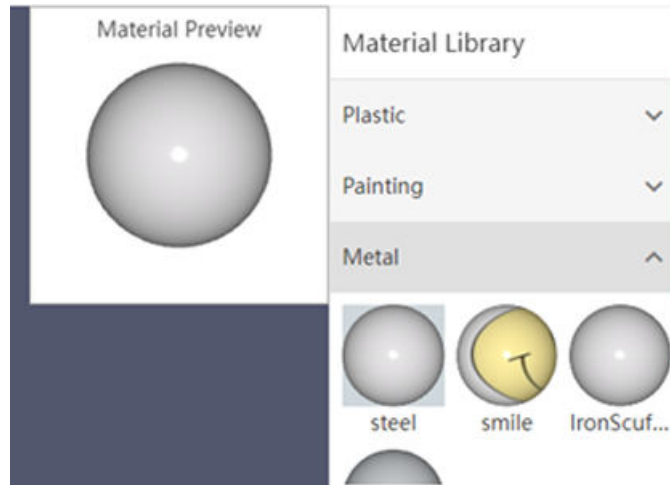 Material Preview
Material Library
Plastic
Painting
Metal
steel
smile
IronScuf...